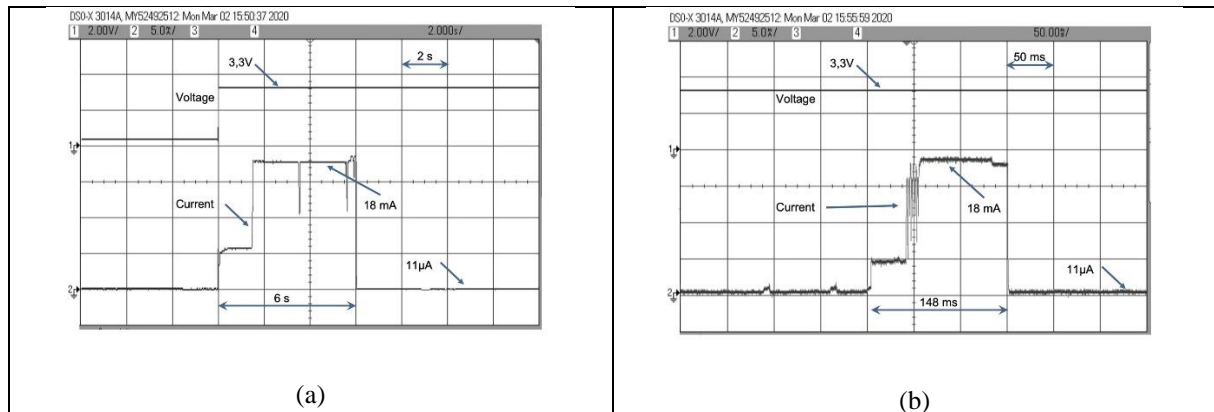 DS0-X 3014A, MY52492512: Mon Mar 02 15:50:37 2020
1 2.00V/ 2 5.0%/ 3 4 2.000s/
2 s
3,3V
Voltage
1
Current
18 mA
11µA
2
6 s
(a)
DS0-X 3014A, MY52492512: Mon Mar 02 15:55:59 2020
1 2.00V/ 2 5.0%/ 3 4 50.00%/
50 ms
3,3V
Voltage
1
Current
18 mA
11µA
2
148 ms
(b)